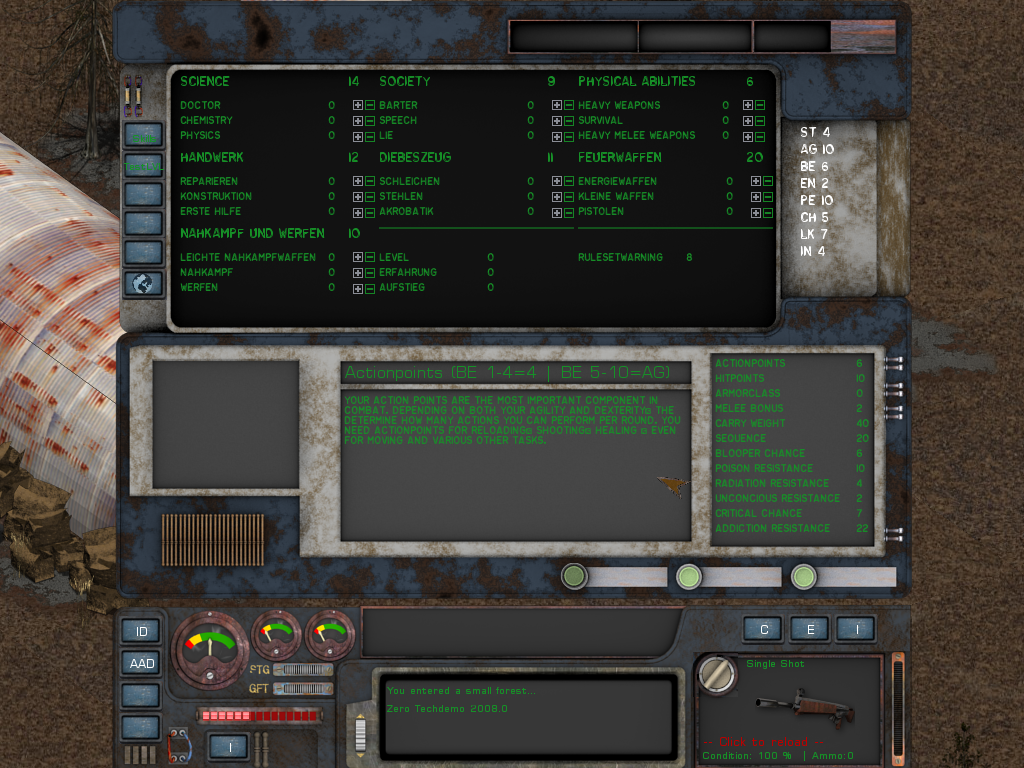 SCIENCE 14 SOCIETY 9 PHYSICAL ABILITIES 6
DOCTOR 0 BARTER 0 HEAVY WEAPONS 0
CHEMISTRY 0 SPEECH 0 SURVIVAL 0
PHYSICS 0 LIE 0 HEAVY MELEE WEAPONS 0
HANDWERK 12 DIEBESZEUG 11 FEUERWAFFEN 20
REPARIEREN 0 SCHLEICHEN 0 ENERGIEWAFFEN 0
KONSTRUKTION 0 STEHLEN 0 KLEINE WAFFEN 0
ERSTE HILFE 0 AKROBATIK 0 PISTOLEN 0
NAHKAMPF UND WERFEN 10
LEICHTE NAHKAMPFWAFFEN 0 LEVEL 0 RULESETWARNING 8
NAHKAMPF 0 ERFAHRUNG 0
WERFEN 0 AUFSTIEG 0
ST 4
AG 10
BE 6
EN 2
PE 10
CH 5
LK 7
IN 4
Actionpoints (BE 1-4=4 | BE 5-10=AG)
YOUR ACTION POINTS ARE THE MOST IMPORTANT COMPONENT IN
COMBAT. DEPENDING ON BOTH YOUR AGILITY AND DEXTERITY THE
DETERMINE HOW MANY ACTIONS YOU CAN PERFORM PER ROUND. YOU
NEED ACTIONPOINTS FOR RELOADING SHOOTING HEALING EVEN
FOR MOVING AND VARIOUS OTHER TASKS.
ACTIONPOINTS 6
HITPOINTS 10
ARMORCLASS 0
MELEE BONUS 2
CARRY WEIGHT 40
SEQUENCE 20
BLOOPER CHANCE 6
POISON RESISTANCE 10
RADIATION RESISTANCE 4
UNCONCIOUS RESISTANCE 2
CRITICAL CHANCE 7
ADDICTION RESISTANCE 22
ID
AAD
STG
GFT
I
You entered a small forest...
Zero Techdemo 2008.0
C E I
Single Shot
-- Click to reload --
Condition: 100 % | Ammo:0